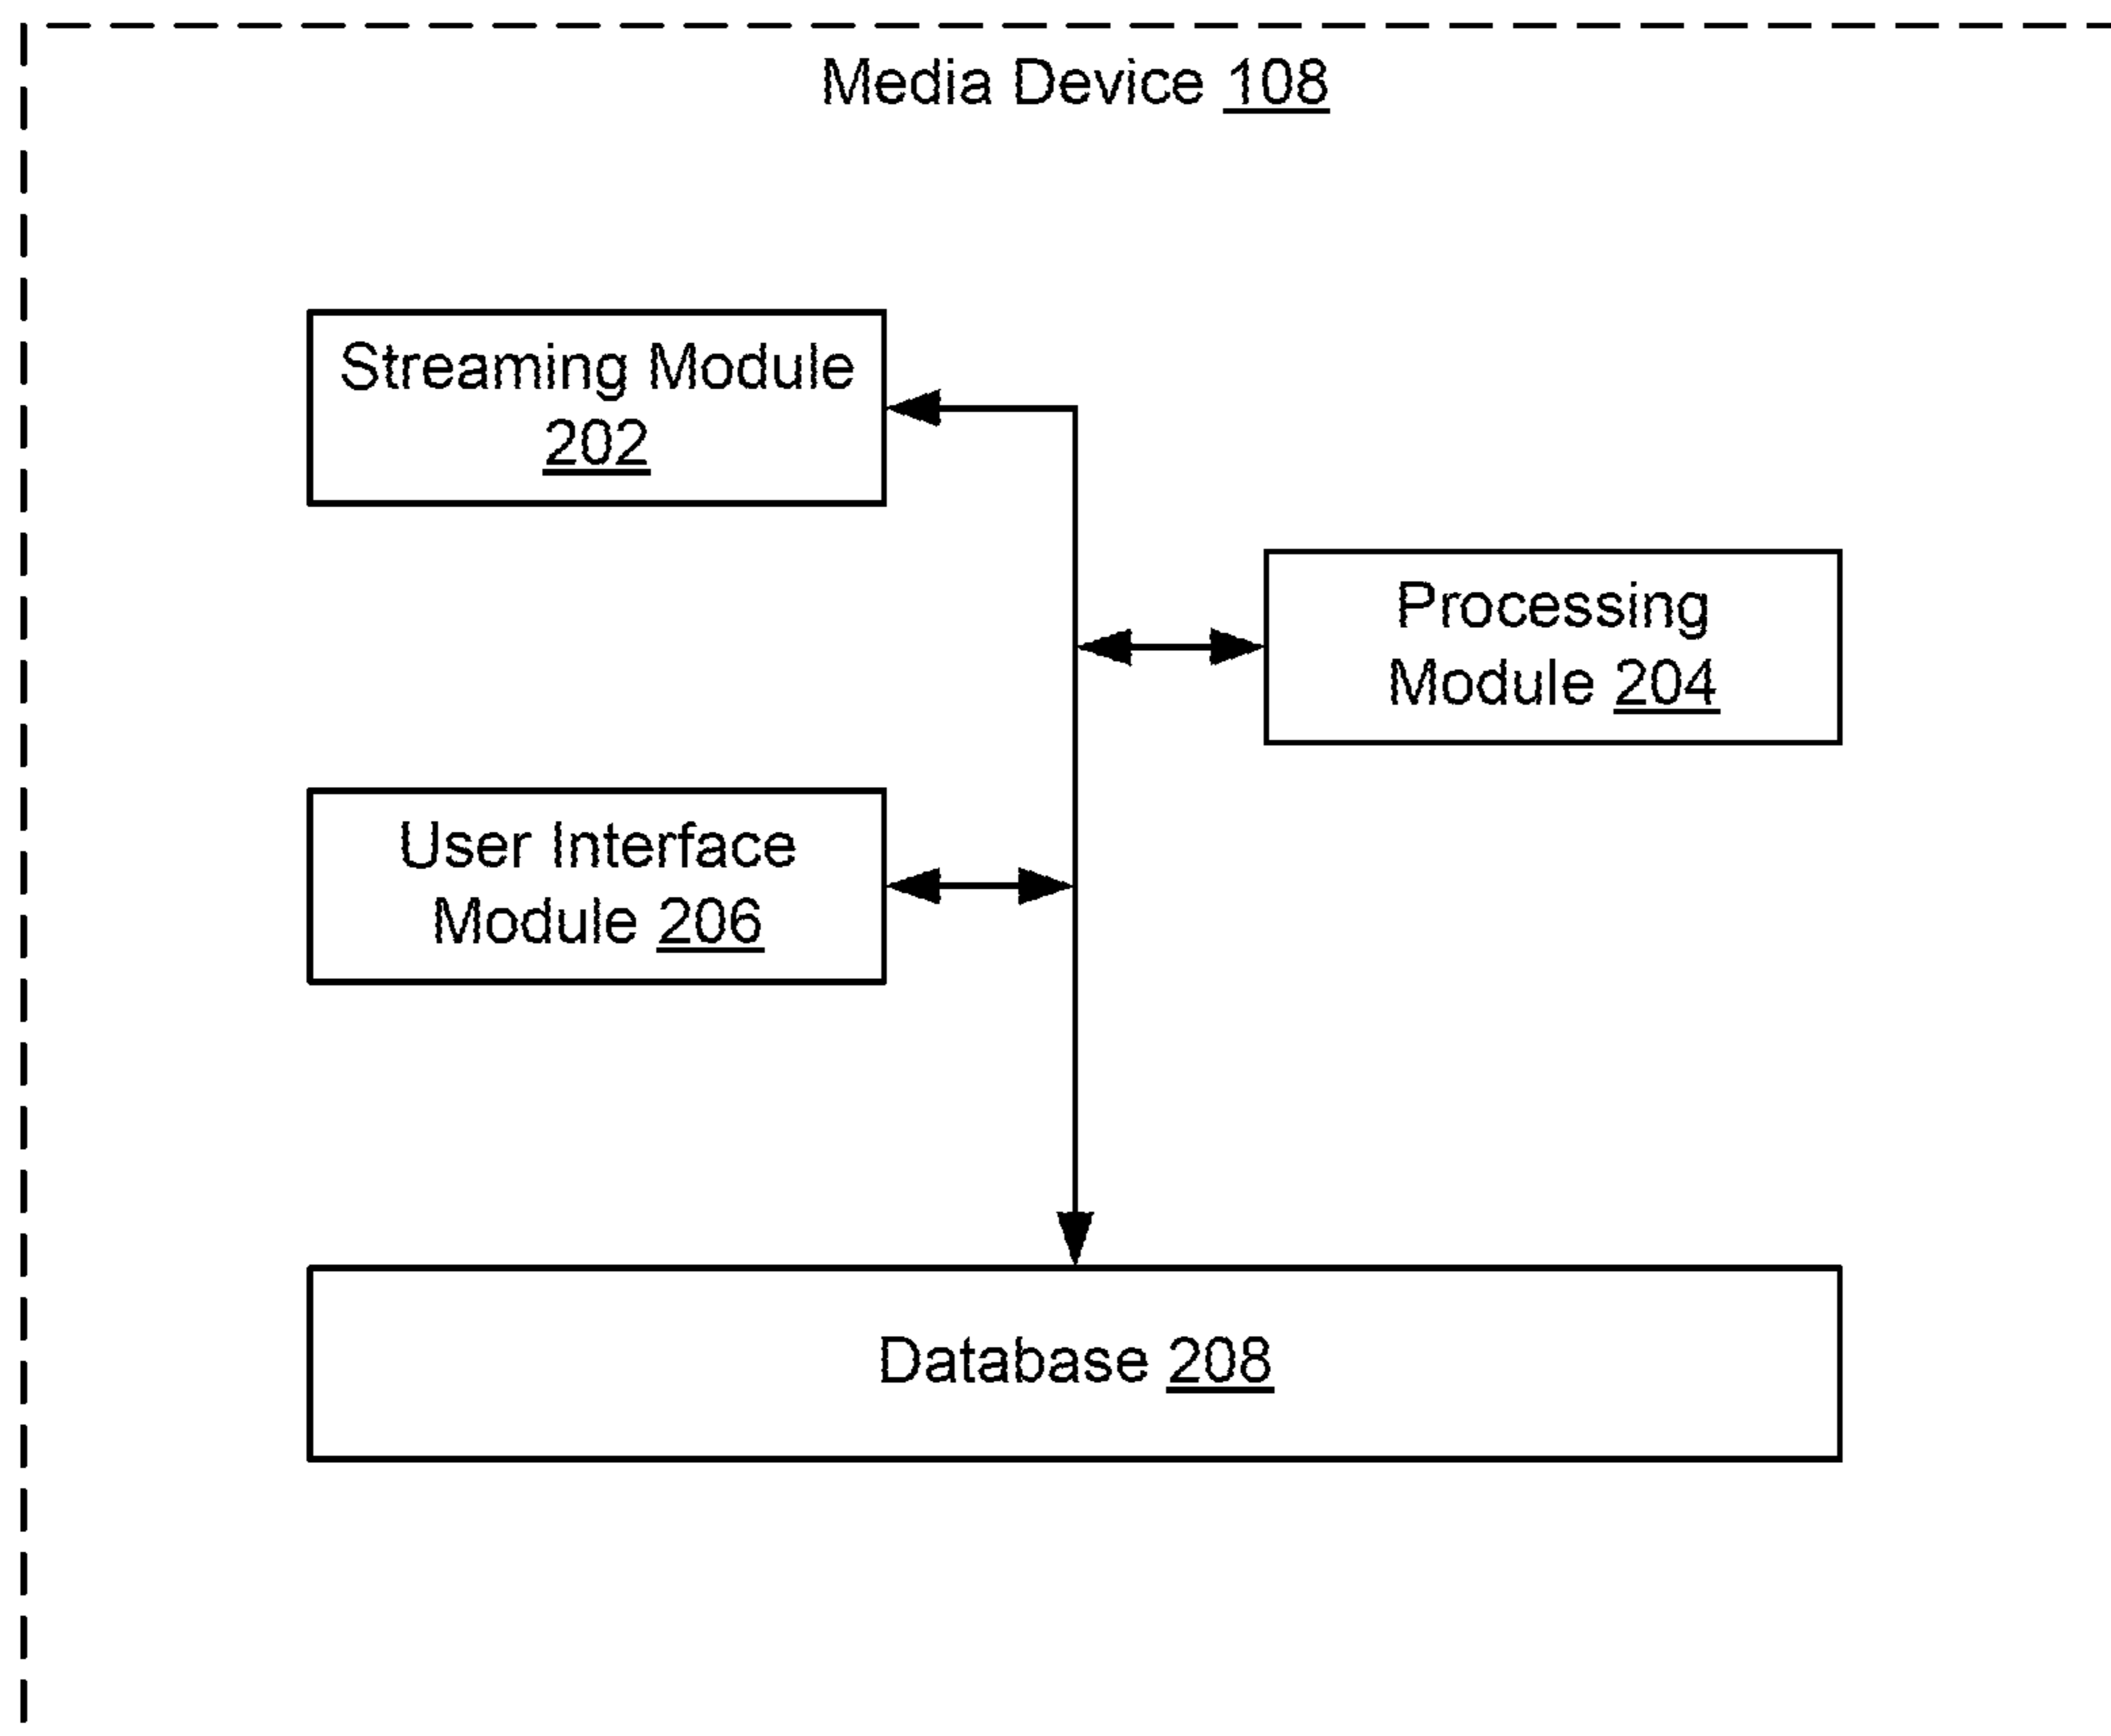 Media Device 108
Streaming Module
202
Processing
Module 204
User Interface
Module 206
Database 208